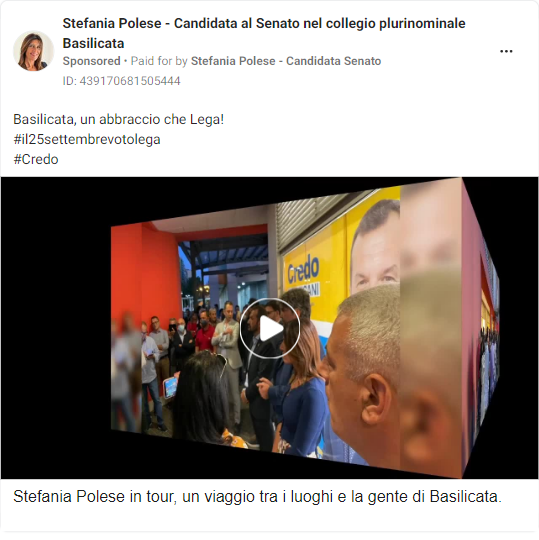 Stefania Polese - Candidata al Senato nel collegio plurinominale
Basilicata
Sponsored • Paid for by Stefania Polese - Candidata Senato
ID: 439170681505444
Basilicata, un abbraccio che Lega!
#il25settembrevotolega
#Credo
Credo
Stefania Polese in tour, un viaggio tra i luoghi e la gente di Basilicata.